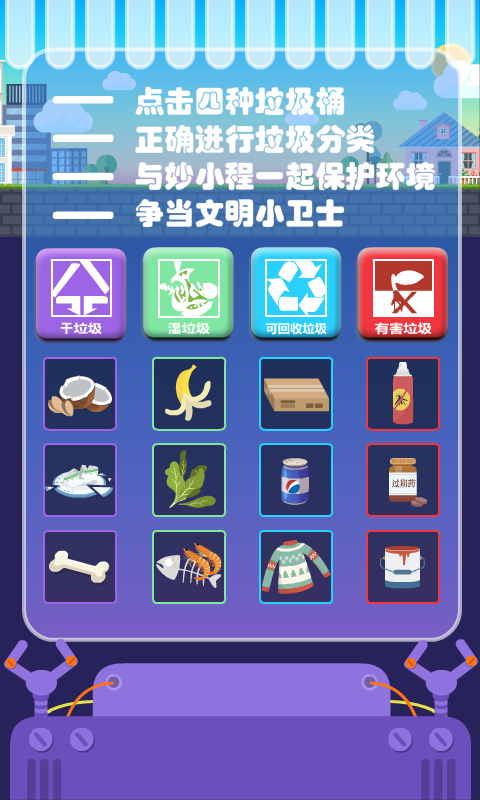 点击四种垃圾桶
正确进行垃圾分类
与妙小程一起保护环境
争当文明小卫士
干垃圾
湿垃圾
可回收垃圾
有害垃圾
过期药